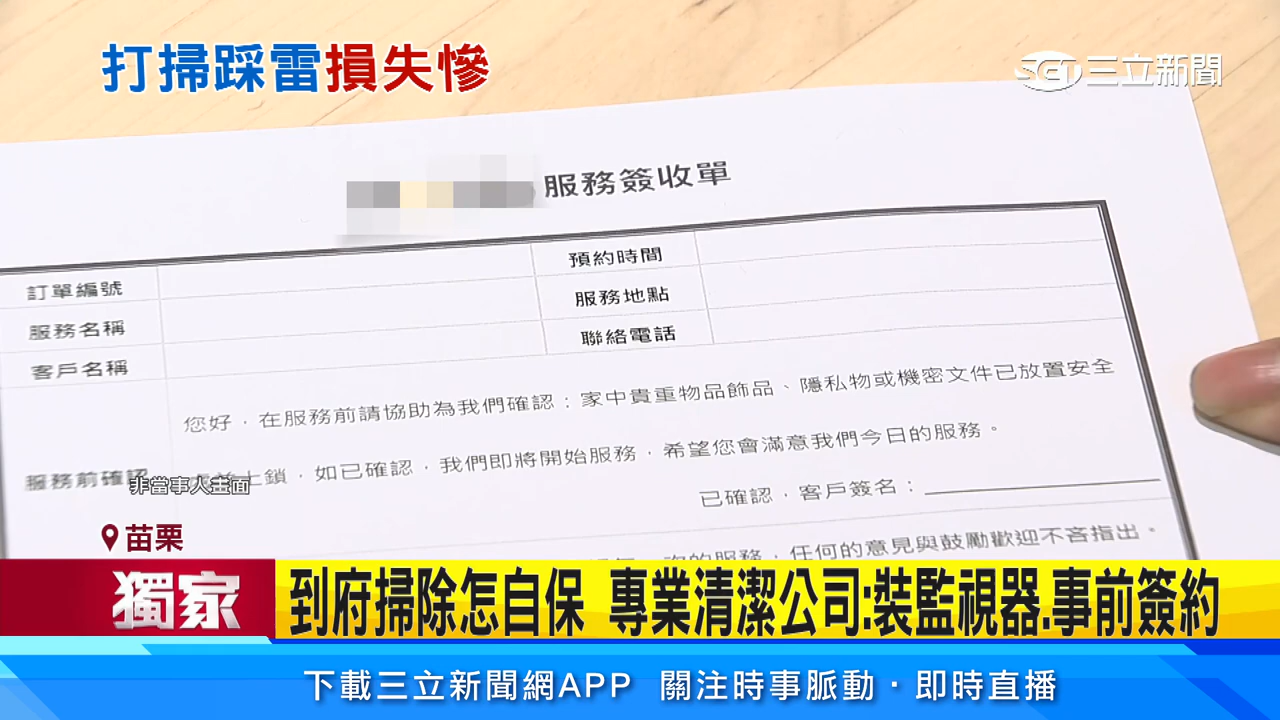 打掃踩雷損失慘
SET 三立新聞
服務簽收單
訂單編號
預約時間
服務名稱
服務地點
客戶名稱
聯絡電話
您好，在服務前請協助為我們確認：家中貴重物品飾品、隱私物或機密文件已放置安全
服務前確認
上鎖，如已確認，我們即將開始服務，希望您會滿意我們今日的服務。
非當事人畫面
已確認，客戶簽名：
的服務，任何的意見與鼓勵歡迎不吝指出。
苗栗
獨家
到府掃除怎自保 專業清潔公司:裝監視器.事前簽約
下載三立新聞網APP 關注時事脈動·即時直播